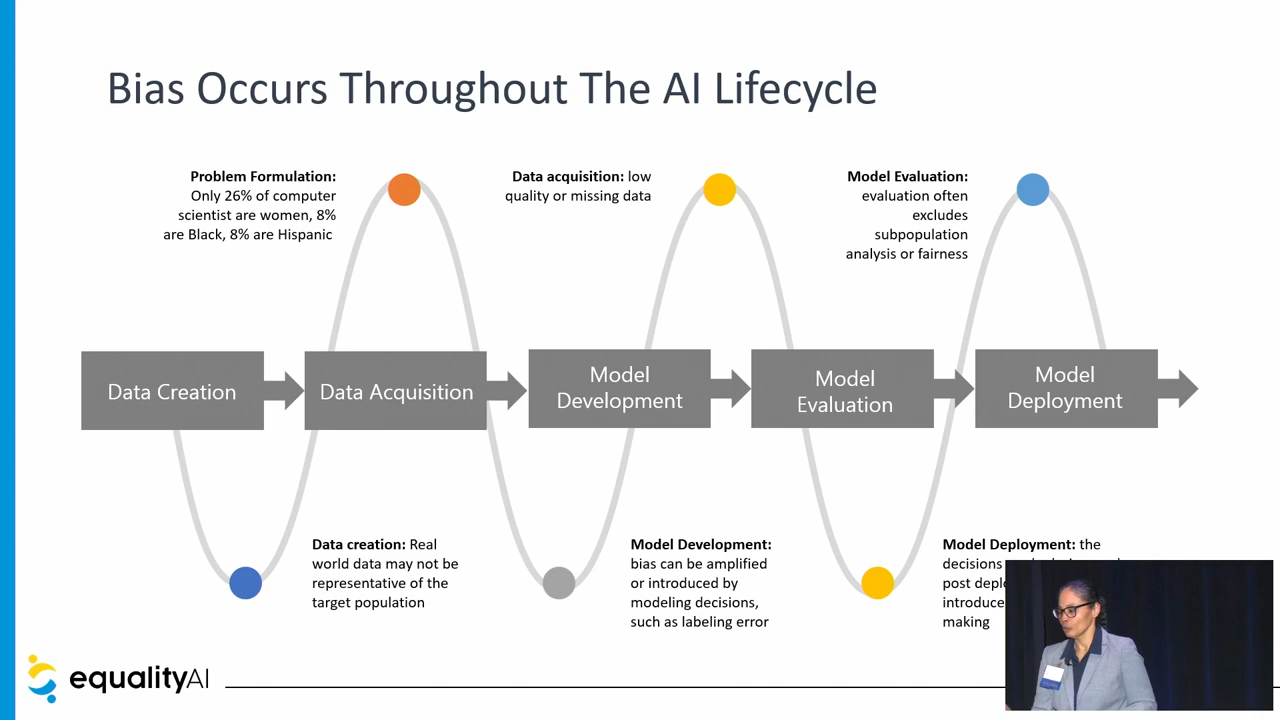 Bias Occurs Throughout The AI Lifecycle
Problem Formulation:
Only 26% of computer
scientist are women, 8%
are Black, 8% are Hispanic
Data acquisition: low
quality or missing data
Model Evaluation:
evaluation often
excludes
subpopulation
analysis or fairness
Data Creation
Data Acquisition
Model
Development
Model
Evaluation
Model
Deployment
Data creation: Real
world data may not be
representative of the
target population
Model Development:
bias can be amplified
or introduced by
modeling decisions,
such as labeling error
Model Deployment: the
decisions
post
introduce
making
equalityAI